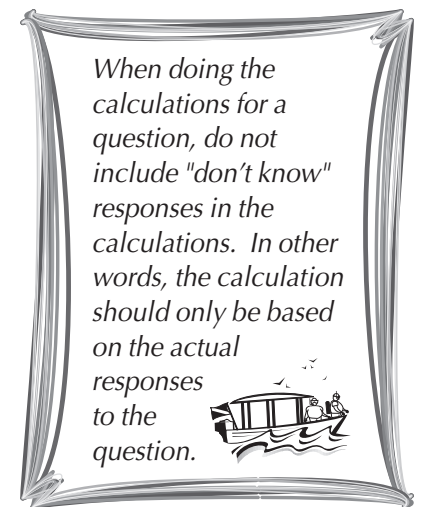 When doing the
calculations for a
question, do not
include "don't know"
responses in the
calculations.  In other
words, the calculation
should only be based
on the actual
responses
to the
question.